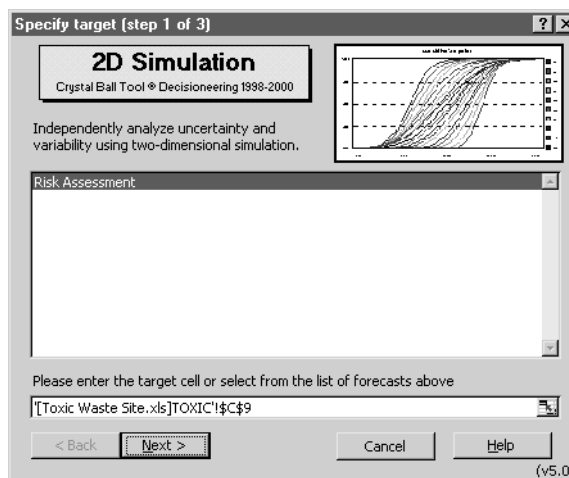 Specify target (step 1 of 3)
2D Simulation
Crystal Ball Tool ® Decisioneering 1998-2000
Independently analyze uncertainty and
variability using two-dimensional simulation.
Risk Assessment
Please enter the target cell or select from the list of forecasts above
'[Toxic Waste Site.xls]TOXIC'!$C$9
< Back
Next >
Cancel
Help
(v5.0